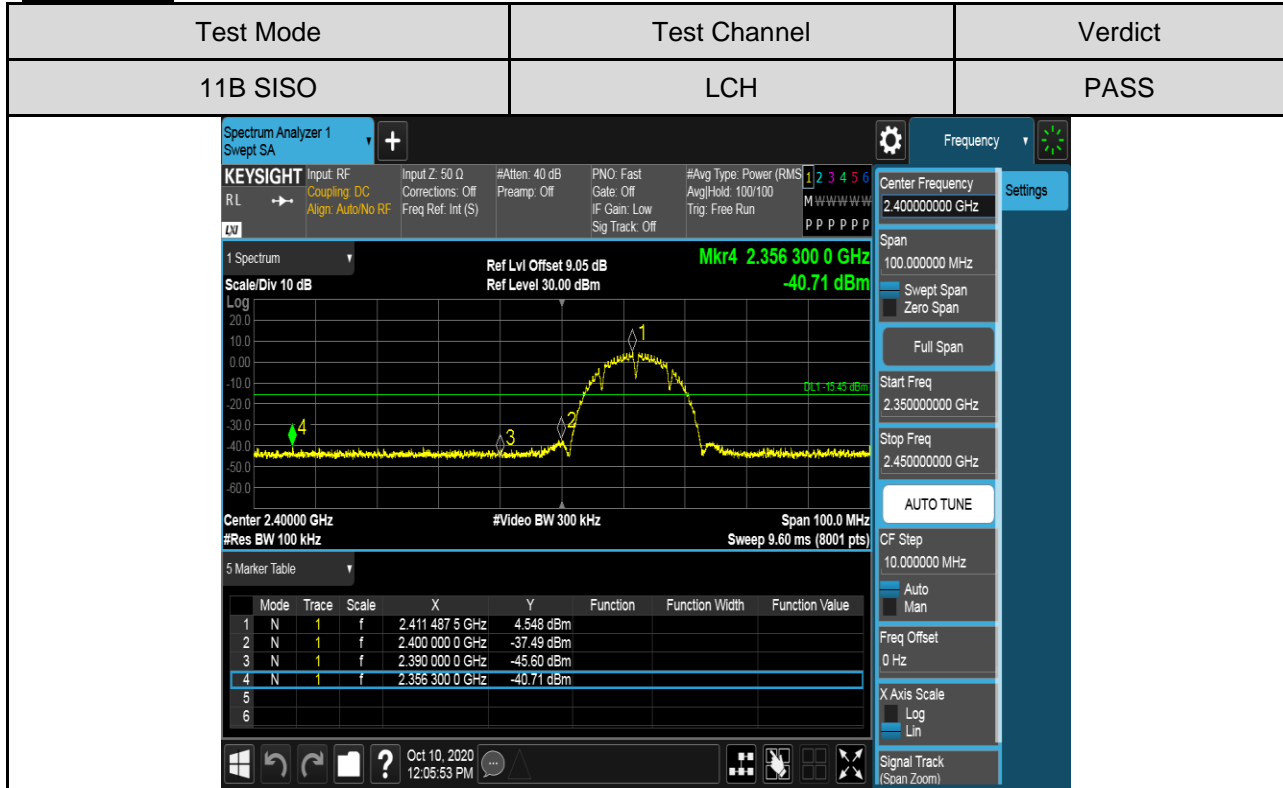 Test Mode Test Channel Verdict
11B SISO LCH PASS
Spectrum Analyzer 1
Swept SA
+
Frequency
KEYSIGHT Input: RF Input Z: 50 Ω #Atten: 40 dB PNO: Fast #Avg Type: Power (RMS 1 2 3 4 5 6
RL Coupling: DC Corrections: Off Preamp: Off Gate: Off Avg|Hold: 100/100 M W W W W W
Align: Auto/No RF Freq Ref: Int (S) IF Gain: Low Trig: Free Run
LXI Sig Track: Off P P P P P P
1 Spectrum Ref Lvl Offset 9.05 dB Mkr4 2.356 300 0 GHz
Scale/Div 10 dB Ref Level 30.00 dBm -40.71 dBm
Log
20.0
10.0
0.00
-10.0
-20.0
-30.0
-40.0
-50.0
-60.0
1
DL1 -15.45 dBm
2
3
4
Center 2.40000 GHz #Video BW 300 kHz Span 100.0 MHz
#Res BW 100 kHz Sweep 9.60 ms (8001 pts)
5 Marker Table
Mode Trace Scale X Y Function Function Width Function Value
1 N 1 f 2.411 487 5 GHz 4.548 dBm
2 N 1 f 2.400 000 0 GHz -37.49 dBm
3 N 1 f 2.390 000 0 GHz -45.60 dBm
4 N 1 f 2.356 300 0 GHz -40.71 dBm
5
6
Oct 10, 2020
12:05:53 PM
Center Frequency
2.400000000 GHz
Settings
Span
100.000000 MHz
Swept Span
Zero Span
Full Span
Start Freq
2.350000000 GHz
Stop Freq
2.450000000 GHz
AUTO TUNE
CF Step
10.000000 MHz
Auto
Man
Freq Offset
0 Hz
X Axis Scale
Log
Lin
Signal Track
(Span Zoom)